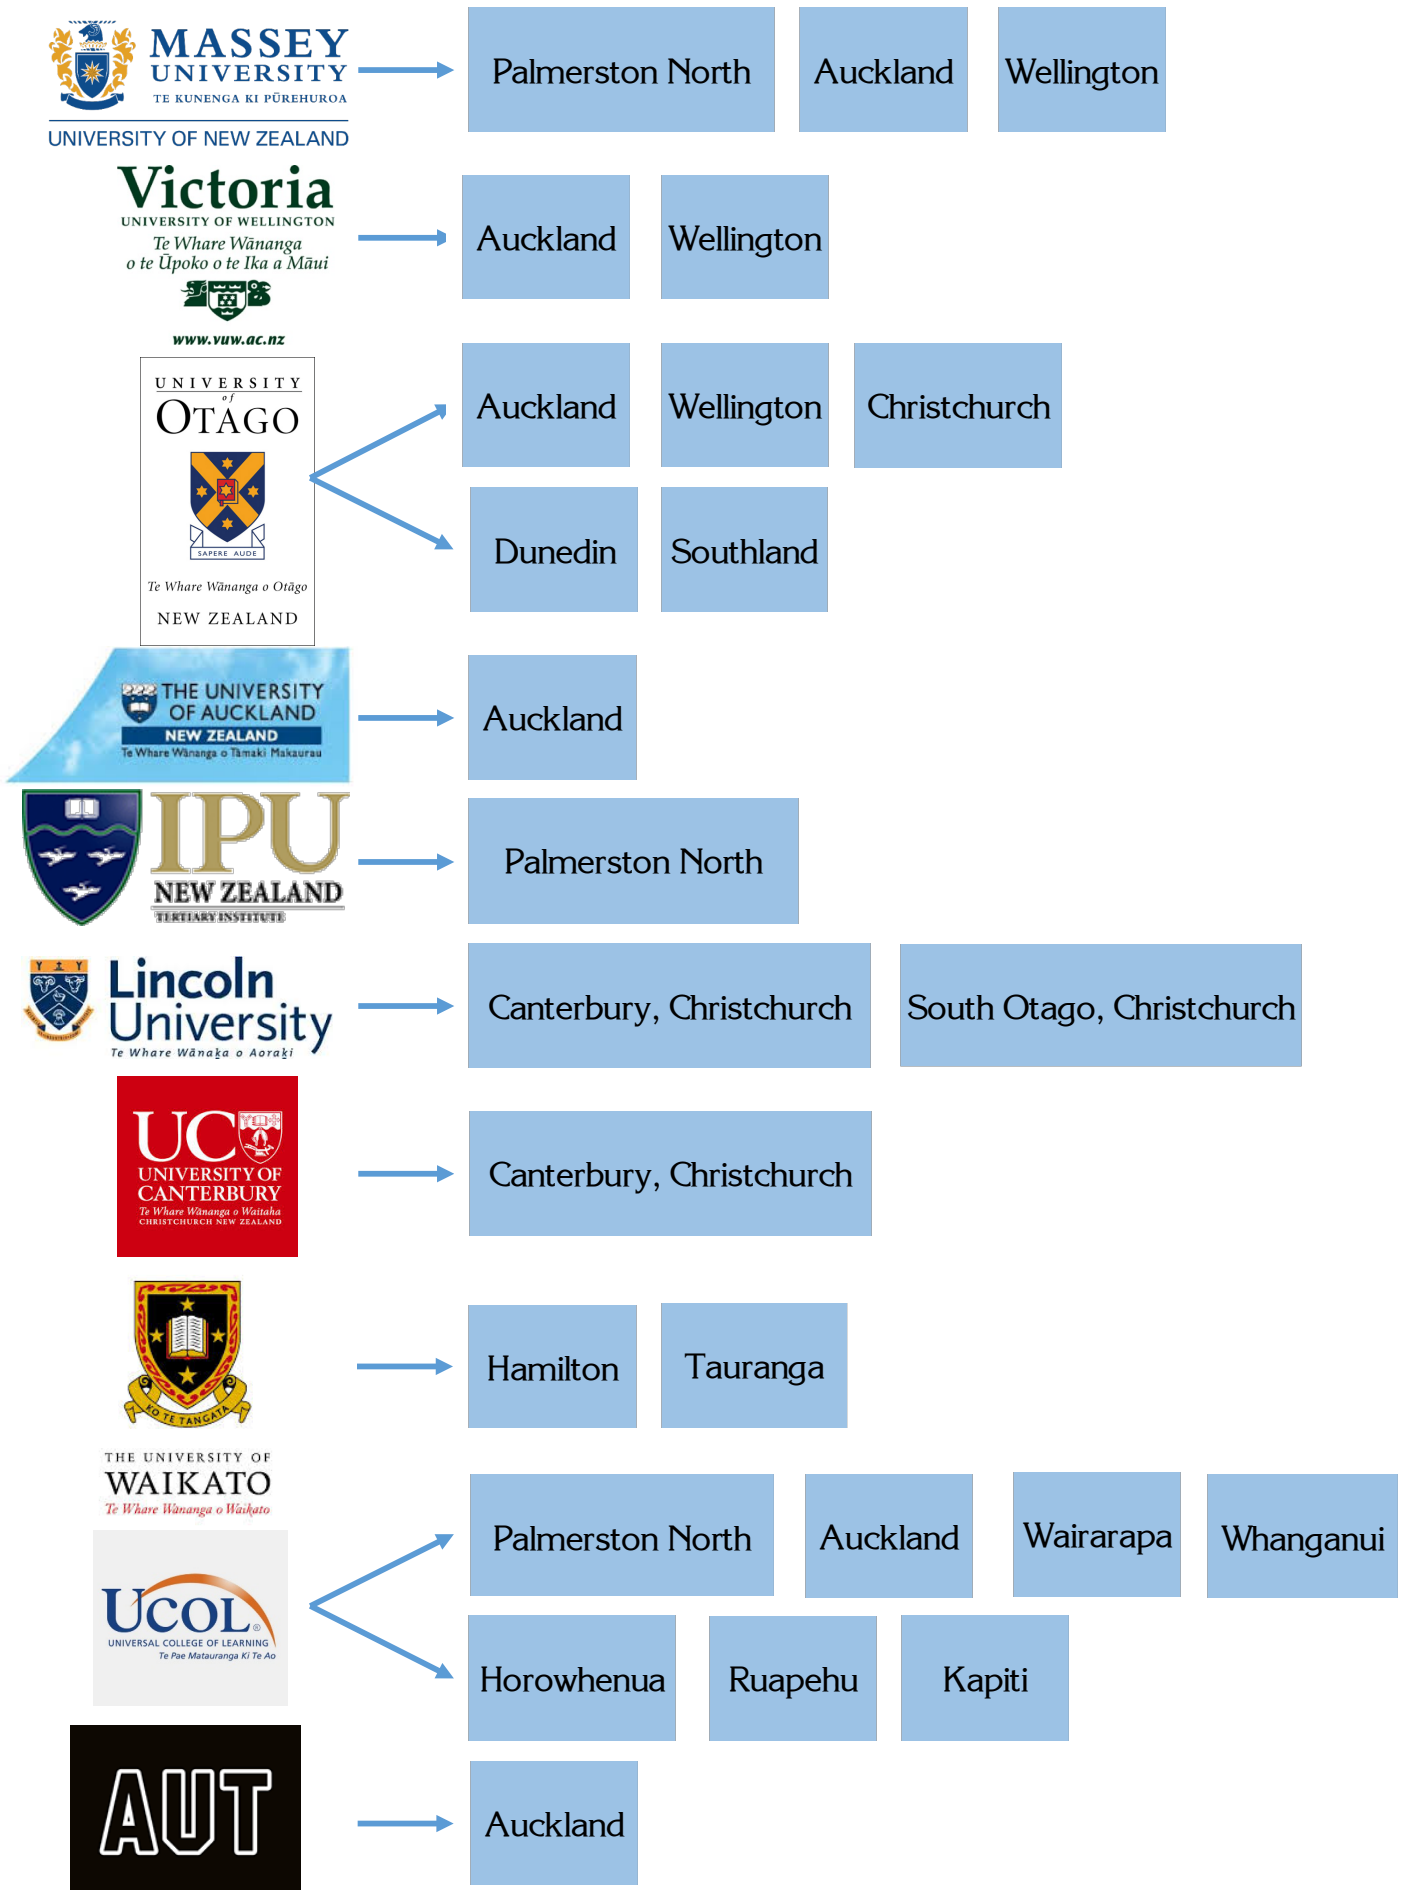 MASSEY
UNIVERSITY
TE KUNENGA KI PŪREHUROA
UNIVERSITY OF NEW ZEALAND
Palmerston North
Auckland
Wellington
Victoria
UNIVERSITY OF WELLINGTON
Te Whare Wānanga
o te Ūpoko o te Ika a Māui
www.vuw.ac.nz
Auckland
Wellington
UNIVERSITY
of
OTAGO
SAPERE AUDE
Te Whare Wānanga o Otāgo
NEW ZEALAND
Auckland
Wellington
Christchurch
Dunedin
Southland
THE UNIVERSITY
OF AUCKLAND
NEW ZEALAND
Te Whare Wānanga o Tāmaki Makaurau
Auckland
IPU
NEW ZEALAND
TERTIARY INSTITUTE
Palmerston North
Lincoln
University
Te Whare Wānaḵa o Aoraḵi
Canterbury, Christchurch
South Otago, Christchurch
UC
UNIVERSITY OF
CANTERBURY
Te Whare Wānanga o Waitaha
CHRISTCHURCH NEW ZEALAND
Canterbury, Christchurch
KO TE TANGATA
THE UNIVERSITY OF
WAIKATO
Te Whare Wānanga o Waikato
Hamilton
Tauranga
UCOL®
UNIVERSAL COLLEGE OF LEARNING
Te Pae Matauranga Ki Te Ao
Palmerston North
Auckland
Wairarapa
Whanganui
Horowhenua
Ruapehu
Kapiti
AUT
Auckland